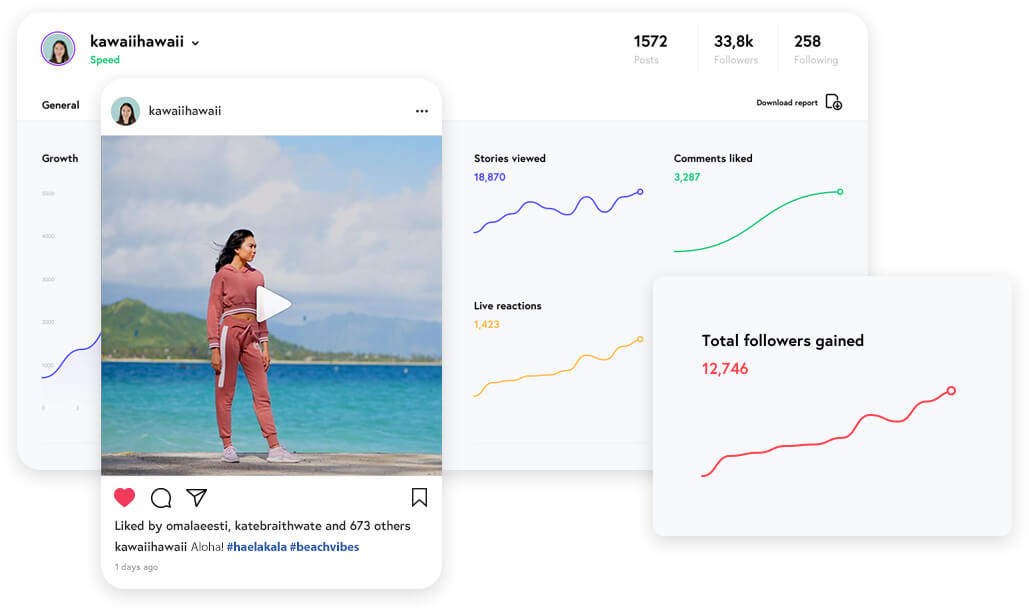 kawaiihawaii
Speed
1572
Posts
33,8k
Followers
258
Following
General
Download report
Growth
5000
4000
3000
2000
1000
0
3
kawaiihawaii
Liked by omalaeesti, katebraithwate and 673 others
kawaiihawaii Aloha! #haelakala #beachvibes
1 days ago
Stories viewed
18,870
Comments liked
3,287
Live reactions
1,423
Total followers gained
12,746